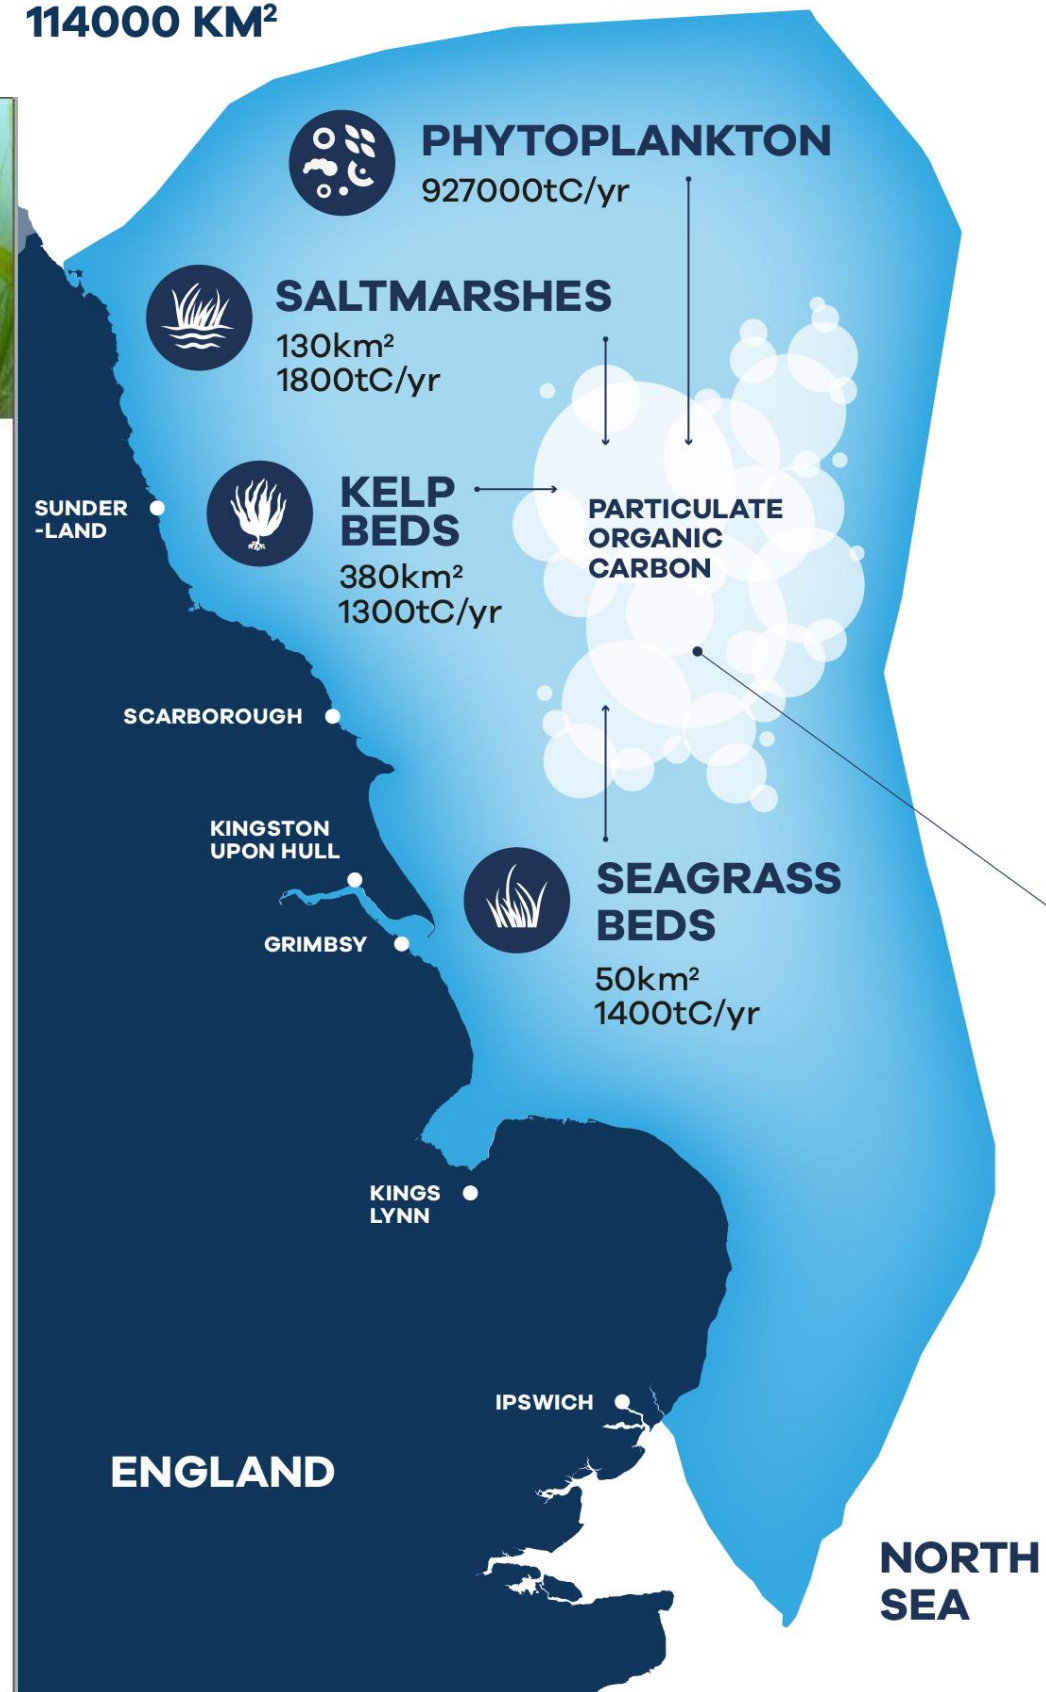 114000 KM²
PHYTOPLANKTON
927000tC/yr
SALTMARSHES
130km²
1800tC/yr
KELP
BEDS
380km²
1300tC/yr
PARTICULATE
ORGANIC
CARBON
SUNDER
-LAND
SCARBOROUGH
KINGSTON
UPON HULL
GRIMBSY
SEAGRASS
BEDS
50km²
1400tC/yr
KINGS
LYNN
IPSWICH
ENGLAND
NORTH
SEA